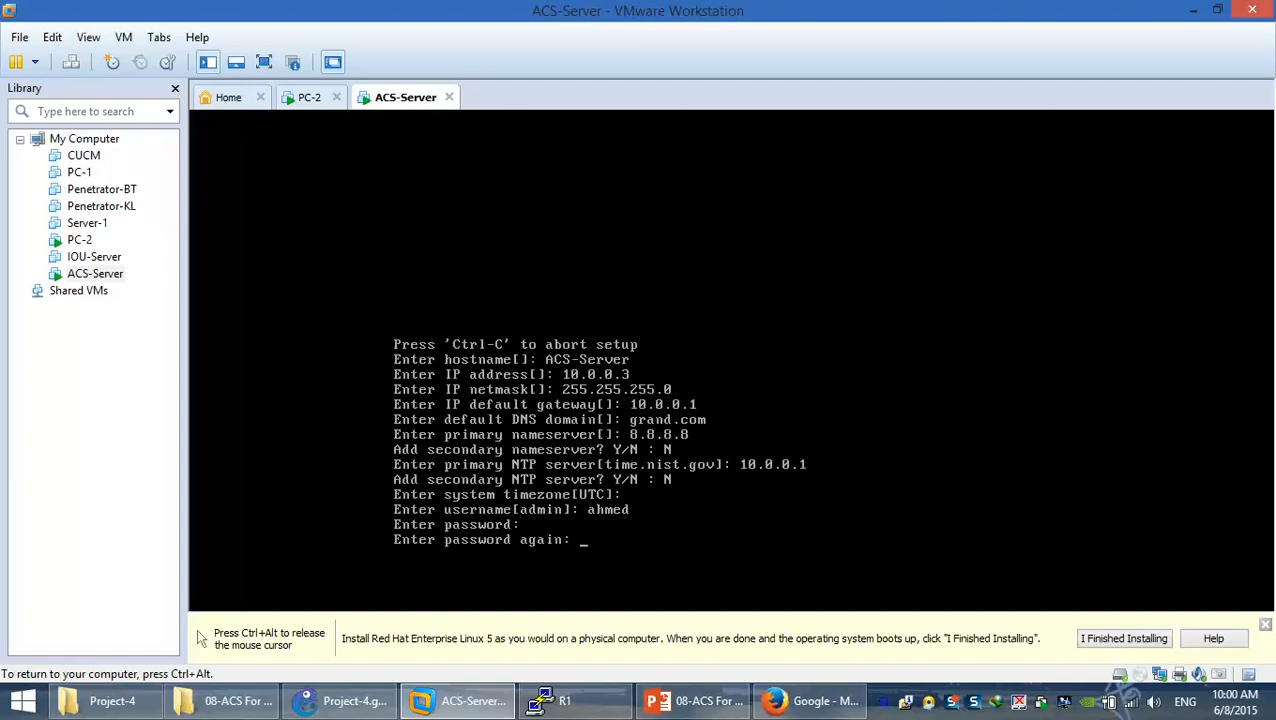 ACS-Server - VMware Workstation
File Edit View VM Tabs Help
Library
Type here to search
My Computer
CUCM
PC-1
Penetrator-BT
Penetrator-KL
Server-1
PC-2
IOU-Server
ACS-Server
Shared VMs
Home PC-2 ACS-Server
Press 'Ctrl-C' to abort setup
Enter hostname[]: ACS-Server
Enter IP address[]: 10.0.0.3
Enter IP netmask[]: 255.255.255.0
Enter IP default gateway[]: 10.0.0.1
Enter default DNS domain[]: grand.com
Enter primary nameserver[]: 8.8.8.8
Add secondary nameserver? Y/N : N
Enter primary NTP server[time.nist.gov]: 10.0.0.1
Add secondary NTP server? Y/N : N
Enter system timezone[UTC]:
Enter username[admin]: ahmed
Enter password:
Enter password again: _
Press Ctrl+Alt to release
the mouse cursor
Install Red Hat Enterprise Linux 5 as you would on a physical computer. When you are done and the operating system boots up, click "I Finished Installing".
I Finished Installing
Help
To return to your computer, press Ctrl+Alt.
Project-4
08-ACS For ...
Project-4.g...
ACS-Server...
R1
08-ACS For ...
Google - M...
ENG
10:00 AM
6/8/2015